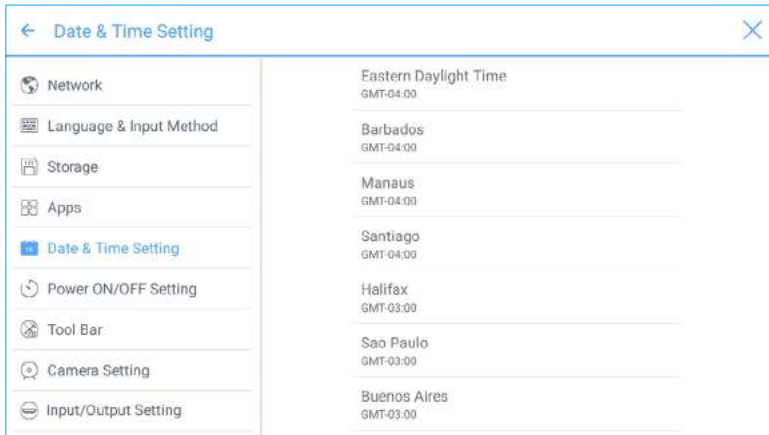 Date & Time Setting
Network
Language & Input Method
Storage
Apps
Date & Time Setting
Power ON/OFF Setting
Tool Bar
Camera Setting
Input/Output Setting
Eastern Daylight Time
GMT-04:00
Barbados
GMT-04:00
Manaus
GMT-04:00
Santiago
GMT-04:00
Halifax
GMT-03:00
Sao Paulo
GMT-03:00
Buenos Aires
GMT-03:00